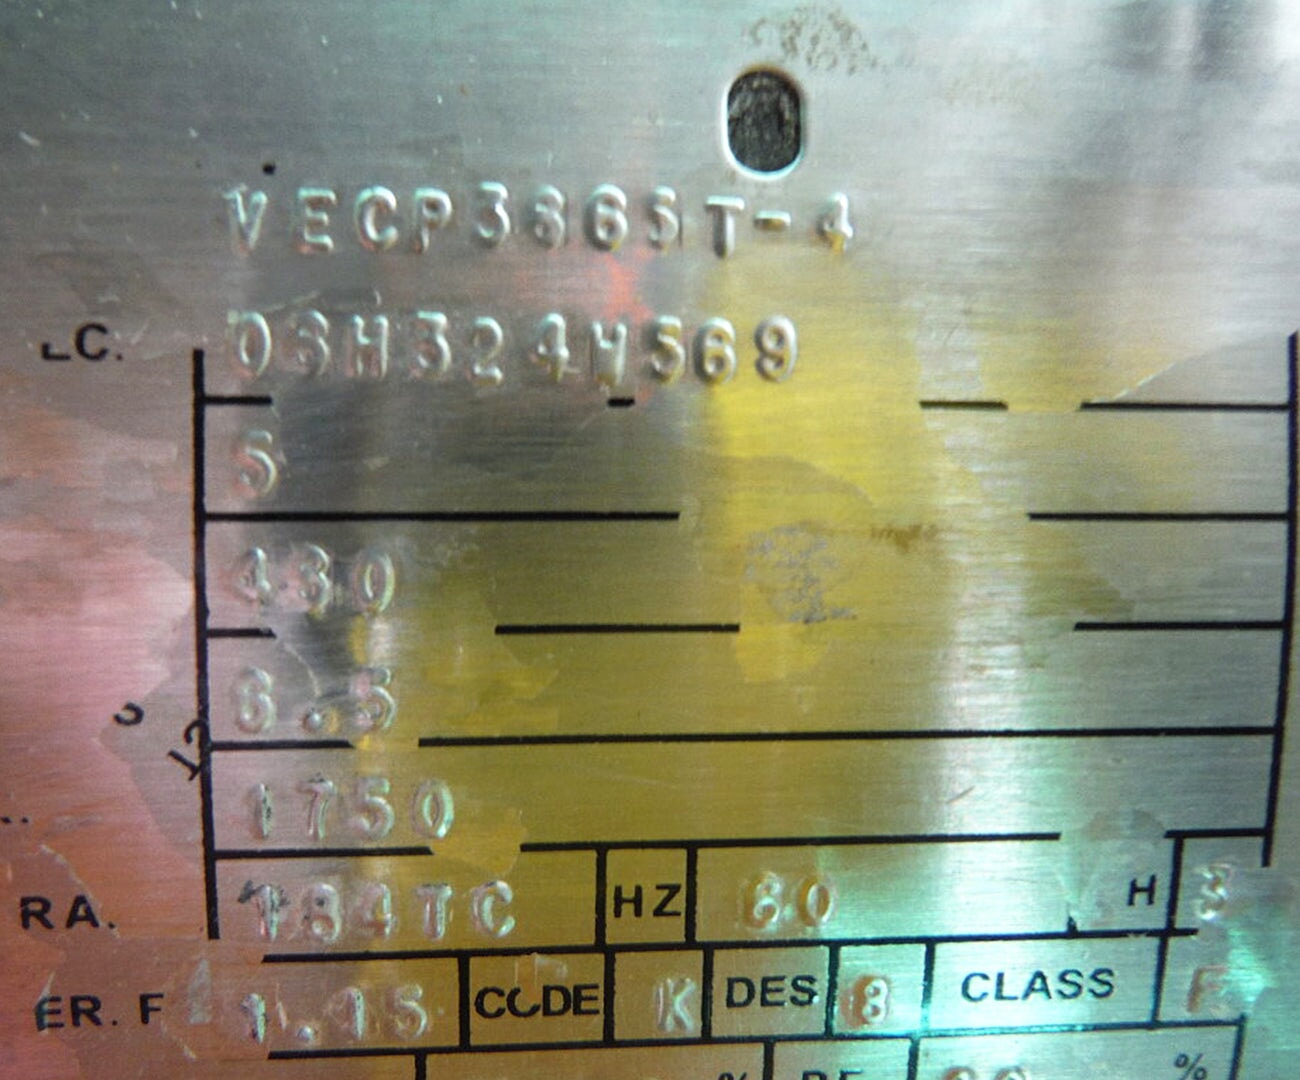 VECP3665T-4
LC. 06H324W569
5
430
6.5
1750
RA. 184TC HZ 60 H 3
ER. F 1.15 CODE K DES B CLASS F
% %